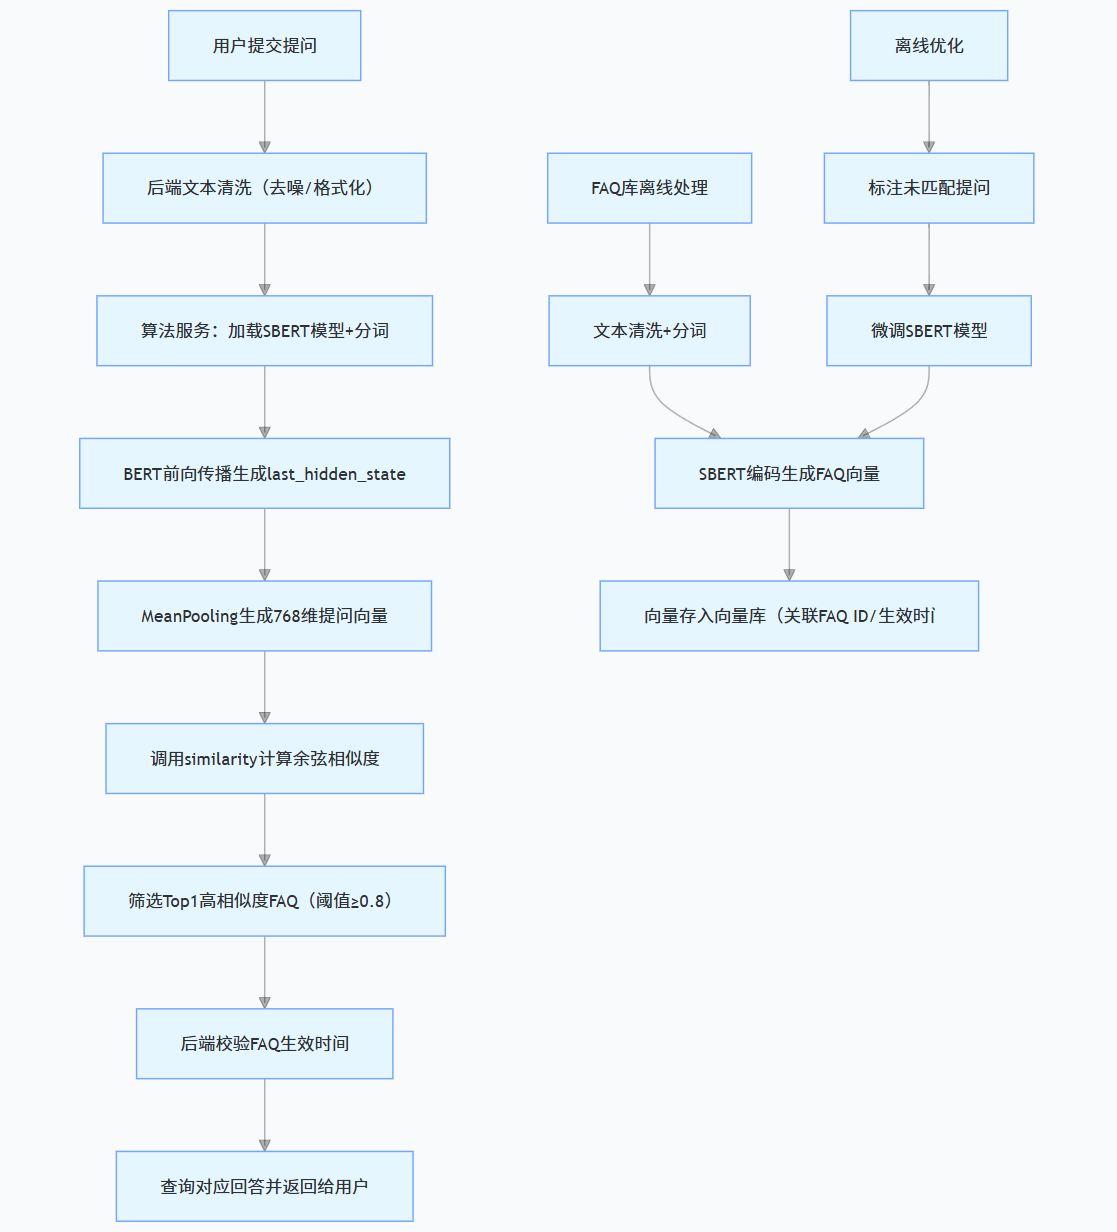 用户提交提问
后端文本清洗（去噪/格式化）
算法服务：加载SBERT模型+分词
BERT前向传播生成last_hidden_state
MeanPooling生成768维提问向量
调用similarity计算余弦相似度
筛选Top1高相似度FAQ（阈值≥0.8）
后端校验FAQ生效时间
查询对应回答并返回给用户
FAQ库离线处理
文本清洗+分词
离线优化
标注未匹配提问
微调SBERT模型
SBERT编码生成FAQ向量
向量存入向量库（关联FAQ ID/生效时